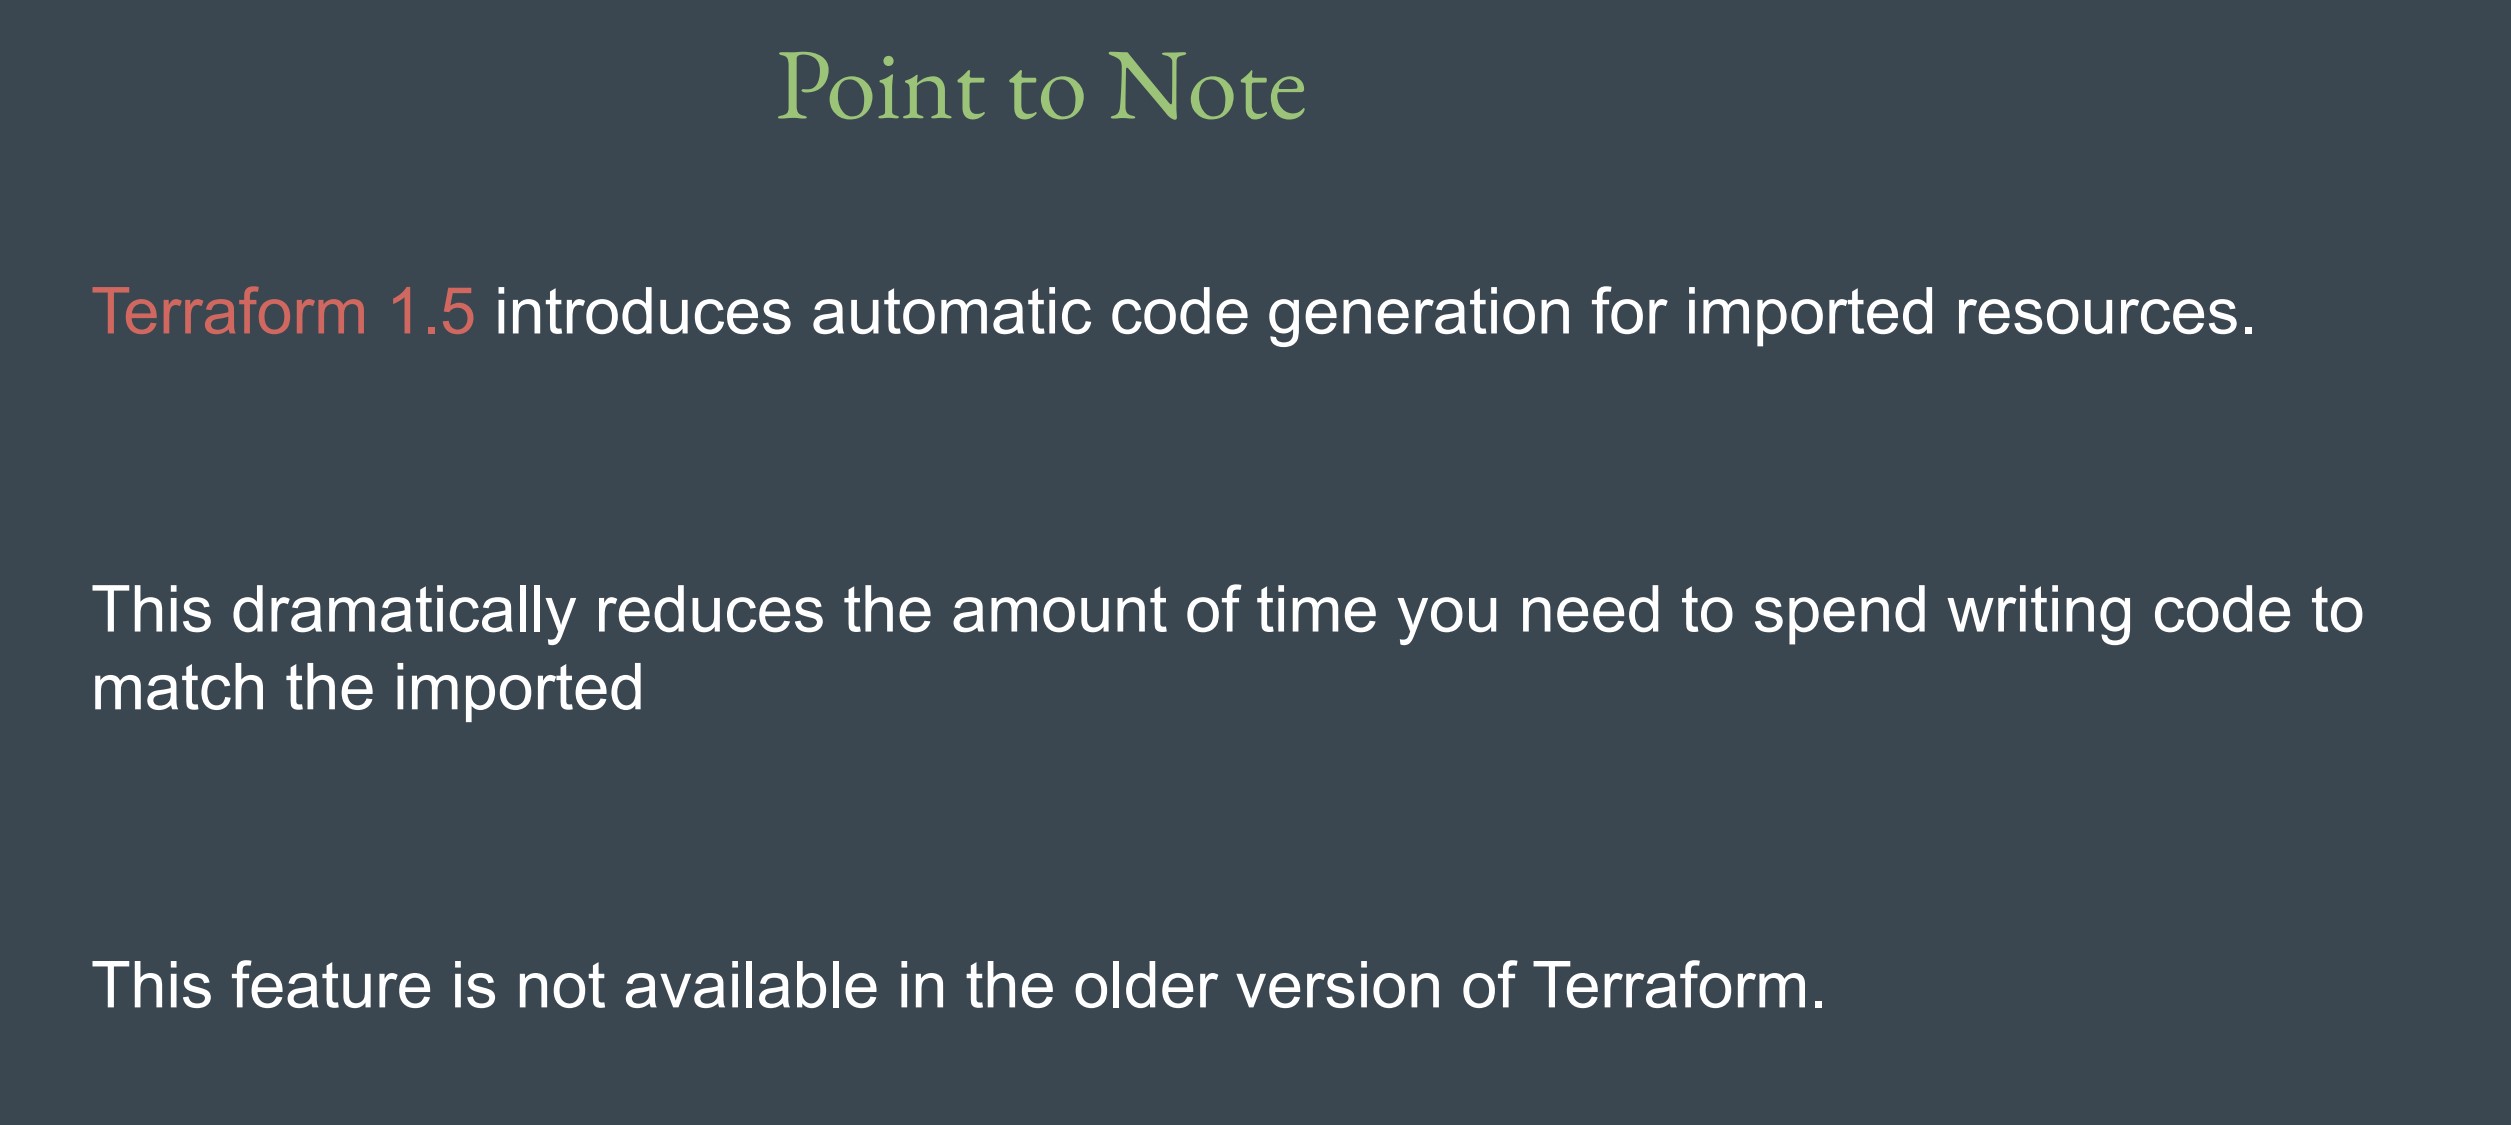 Point to Note
Terraform 1.5 introduces automatic code generation for imported resources.
This dramatically reduces the amount of time you need to spend writing code to
match the imported
This feature is not available in the older version of Terraform.